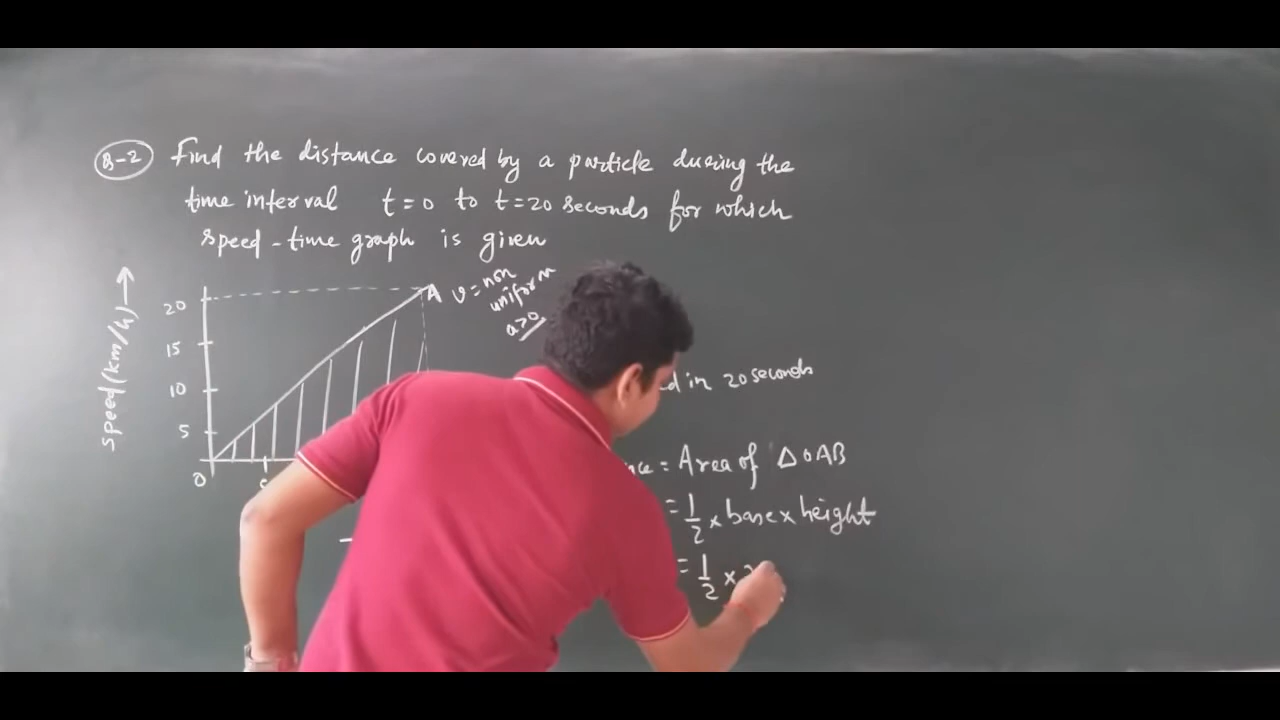 B-2 Find the distance covered by a particle during the
time interval t=0 to t=20 seconds for which
speed-time graph is given
speed (km/h) →
20
15
10
5
0
A
v = non
uniform
a>0
in 20 seconds
= Area of △OAB
= 1/2 × base × height
= 1/2 ×